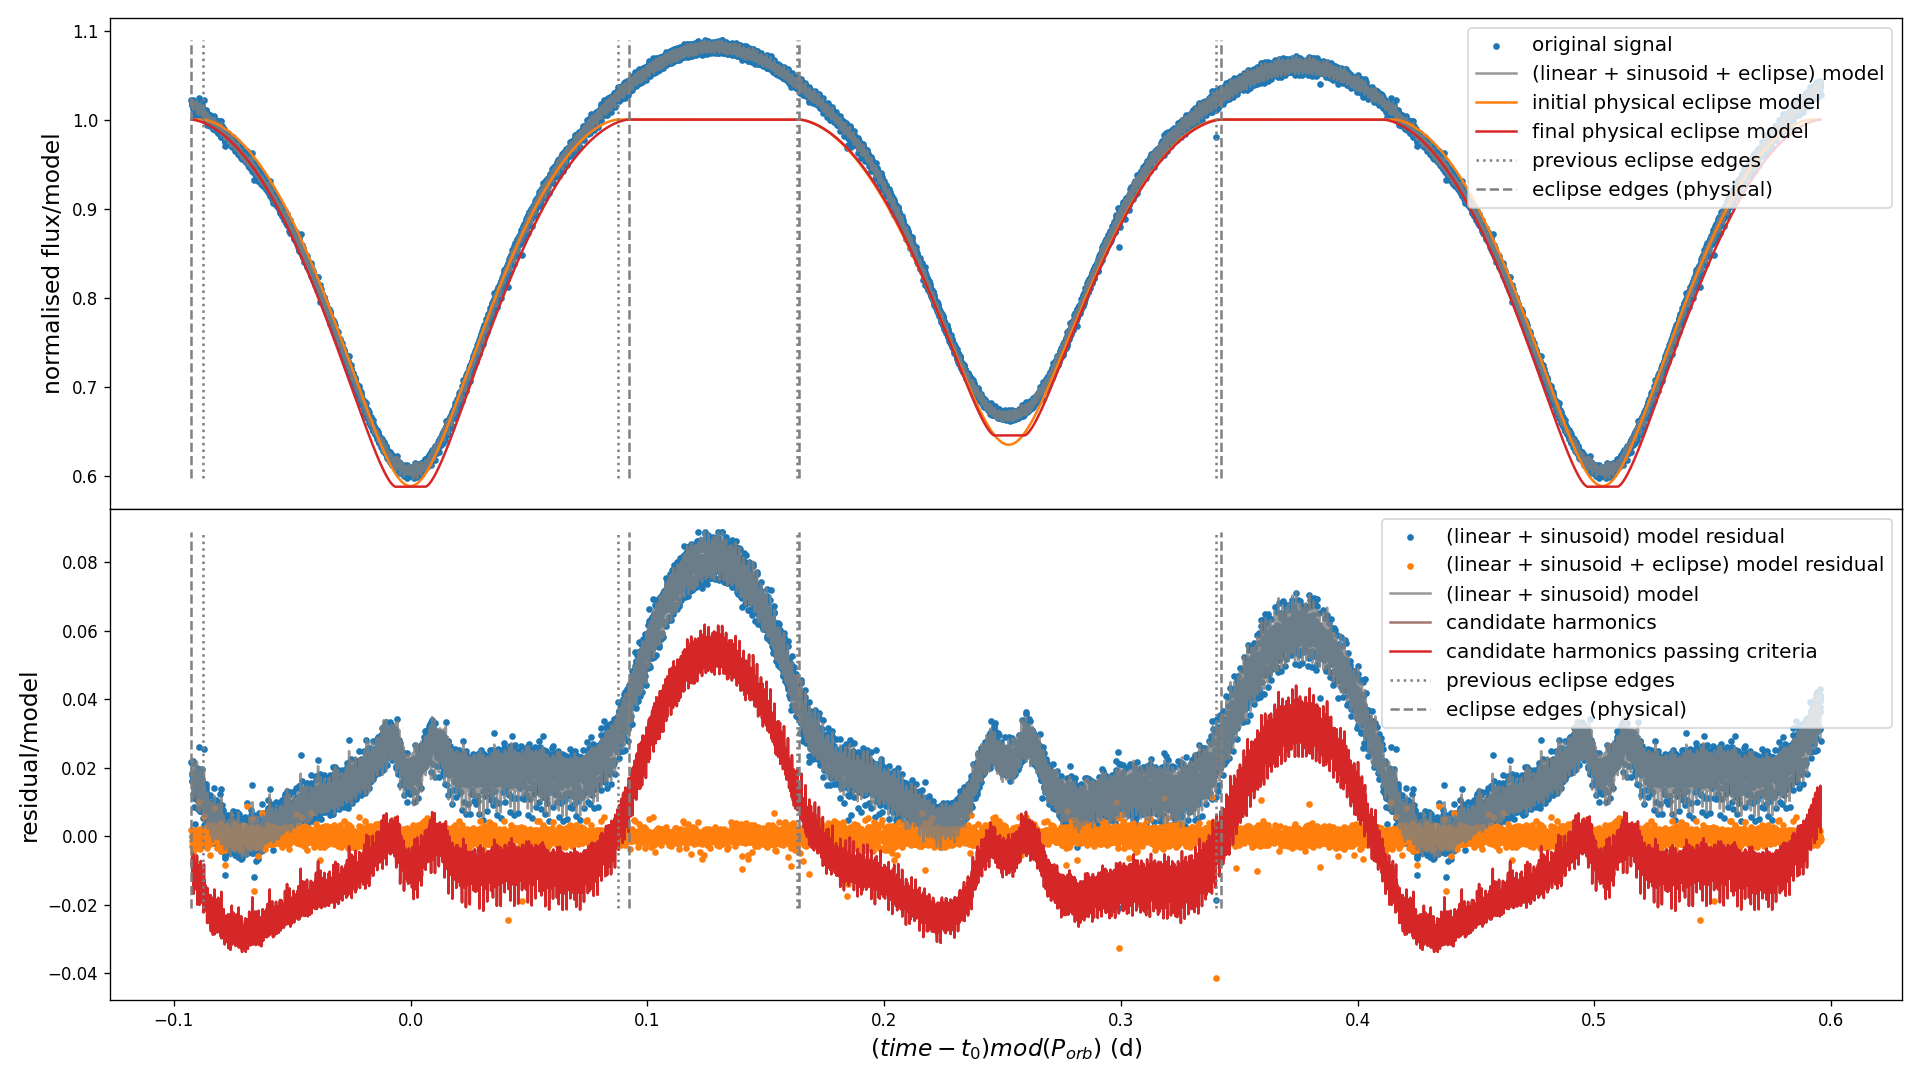 1.1
1.0
0.9
0.8
0.7
0.6
normalised flux/model
original signal
(linear + sinusoid + eclipse) model
initial physical eclipse model
final physical eclipse model
previous eclipse edges
eclipse edges (physical)
0.08
0.06
0.04
0.02
0.00
−0.02
−0.04
residual/model
(linear + sinusoid) model residual
(linear + sinusoid + eclipse) model residual
(linear + sinusoid) model
candidate harmonics
candidate harmonics passing criteria
previous eclipse edges
eclipse edges (physical)
−0.1 0.0 0.1 0.2 0.3 0.4 0.5 0.6
(time − t₀)mod(P_orb) (d)